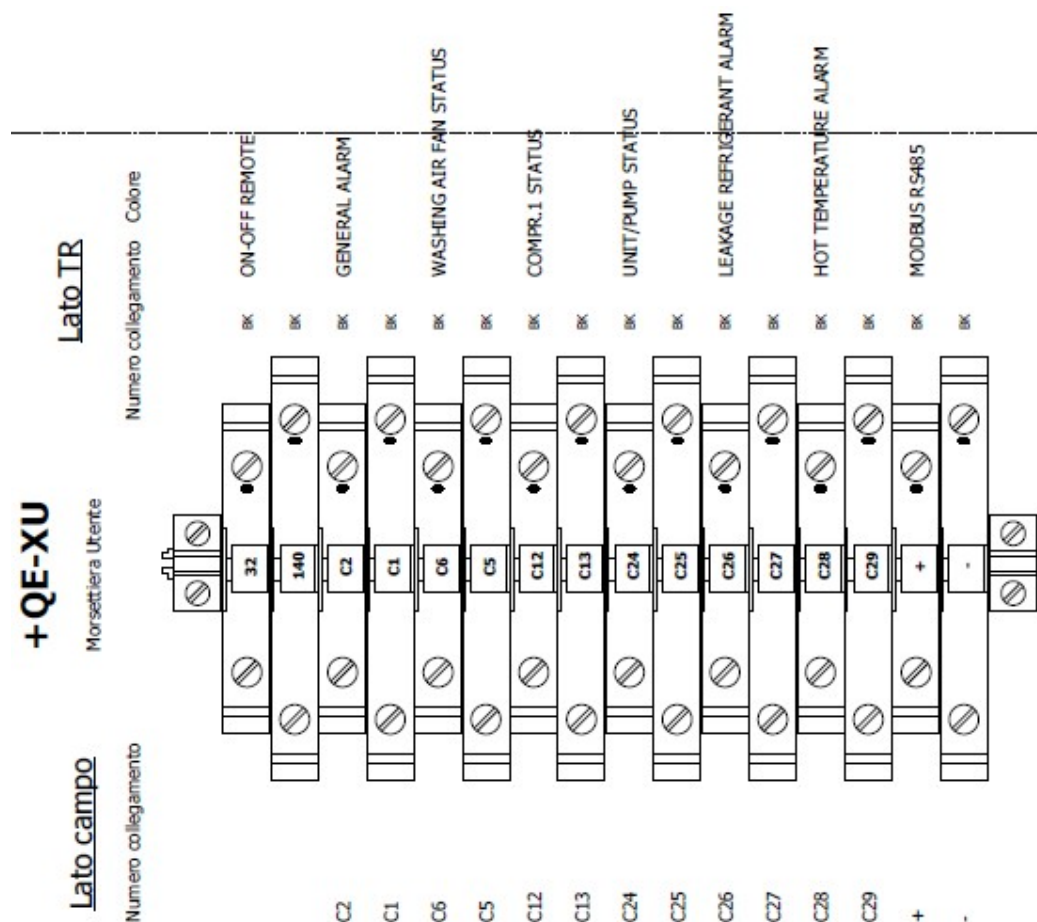 +QE-XU
Morsettiera Utente
Lato campo
Numero collegamento
Lato TR
Numero collegamento Colore
32 BK ON-OFF REMOTE
140 BK
C2 C2 BK GENERAL ALARM
C1 C1 BK
C6 C6 BK WASHING AIR FAN STATUS
C5 C5 BK
C12 C12 BK COMPR.1 STATUS
C13 C13 BK
C24 C24 BK UNIT/PUMP STATUS
C25 C25 BK
C26 C26 BK LEAKAGE REFRIGERANT ALARM
C27 C27 BK
C28 C28 BK HOT TEMPERATURE ALARM
C29 C29 BK
+ + BK MODBUS RS485
- - BK